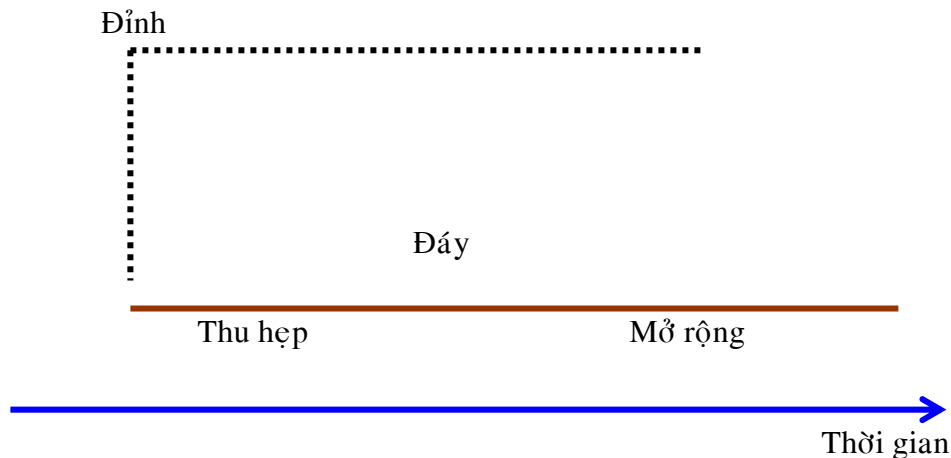 Đỉnh
Đáy
Thu hẹp
Mở rộng
Thời gian